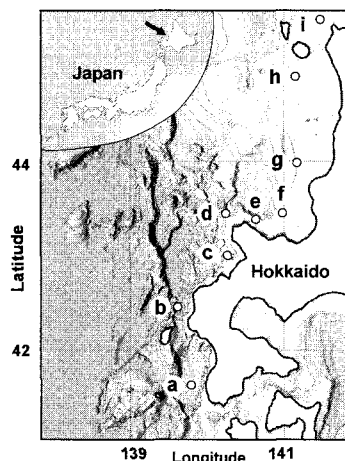 i
Japan
h
44
g
f
e
d
c
Hokkaido
b
42
a
Latitude
139
141
Longitude